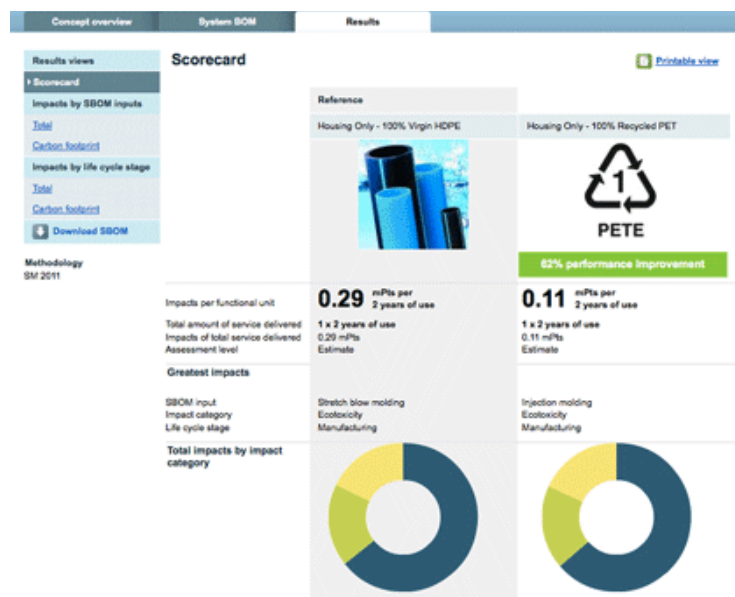 Concept overview
System BOM
Results
Results views
Scorecard
Impacts by SBOM inputs
Total
Carbon footprint
Impacts by life cycle stage
Total
Carbon footprint
Download SBOM
Methodology
SM 2011
Scorecard
Printable view
Reference
Housing Only - 100% Virgin HDPE
Housing Only - 100% Recycled PET
1
PETE
62% performance improvement
Impacts per functional unit
0.29 mPts per
2 years of use
0.11 mPts per
2 years of use
Total amount of service delivered 1 x 2 years of use 1 x 2 years of use
Impacts of total service delivered 0.29 mPts 0.11 mPts
Assessment level Estimate Estimate
Greatest impacts
SBOM input Stretch blow molding Injection molding
Impact category Ecotoxicity Ecotoxicity
Life cycle stage Manufacturing Manufacturing
Total impacts by impact
category